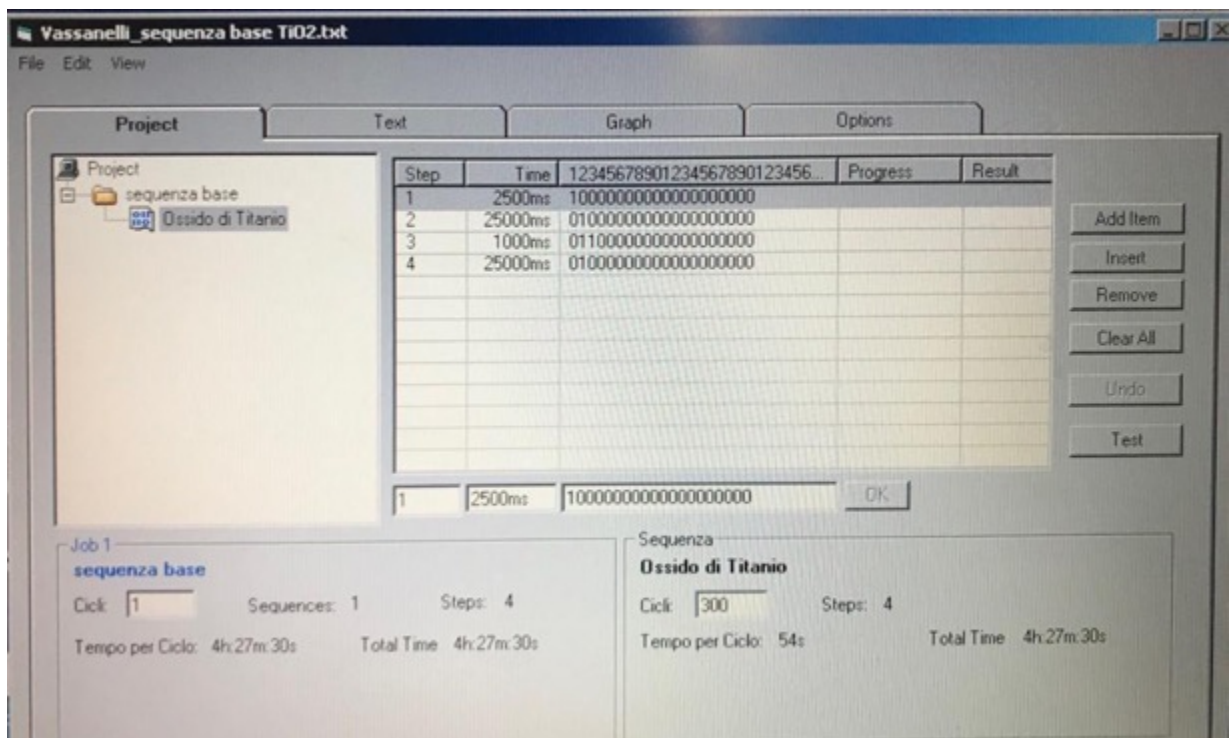 Vassanelli_sequenza base TiO2.txt
File Edit View
Project Text Graph Options
Project
sequenza base
Ossido di Titanio
Step Time 12345678901234567890123456... Progress Result
1 2500ms 10000000000000000000
2 25000ms 01000000000000000000
3 1000ms 01100000000000000000
4 25000ms 01000000000000000000
Add Item
Insert
Remove
Clear All
Undo
Test
1 2500ms 10000000000000000000 OK
Job 1
sequenza base
Cicli: 1 Sequences: 1 Steps: 4
Tempo per Ciclo: 4h:27m:30s Total Time 4h:27m:30s
Sequenza
Ossido di Titanio
Cicli: 300 Steps: 4
Tempo per Ciclo: 54s Total Time 4h:27m:30s